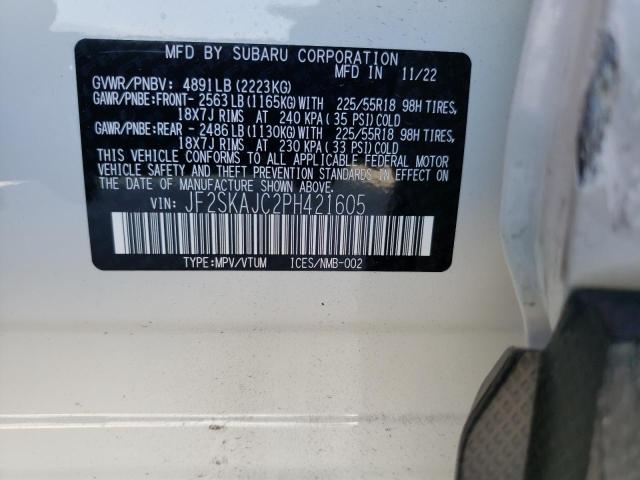 MFD BY SUBARU CORPORATION
MFD IN 11/22
GVWR/PNBV: 4891LB (2223KG)
GAWR/PNBE:FRONT- 2563LB (1165KG)WITH 225/55R18 98H TIRES,
18X7J RIMS AT 240 KPA ( 35 PSI)COLD
GAWR/PNBE:REAR - 2486LB (1130KG)WITH 225/55R18 98H TIRES,
18X7J RIMS AT 230 KPA ( 33 PSI)COLD
THIS VEHICLE CONFORMS TO ALL APPLICABLE FEDERAL MOTOR
VEHICLE SAFETY AND THEFT PREVENTION STANDARDS IN EFFECT ON THE
DATE OF MANUFACTURE SHOWN ABOVE.
VIN: JF2SKAJC2PH421605
TYPE:MPV/VTUM ICES/NMB-002